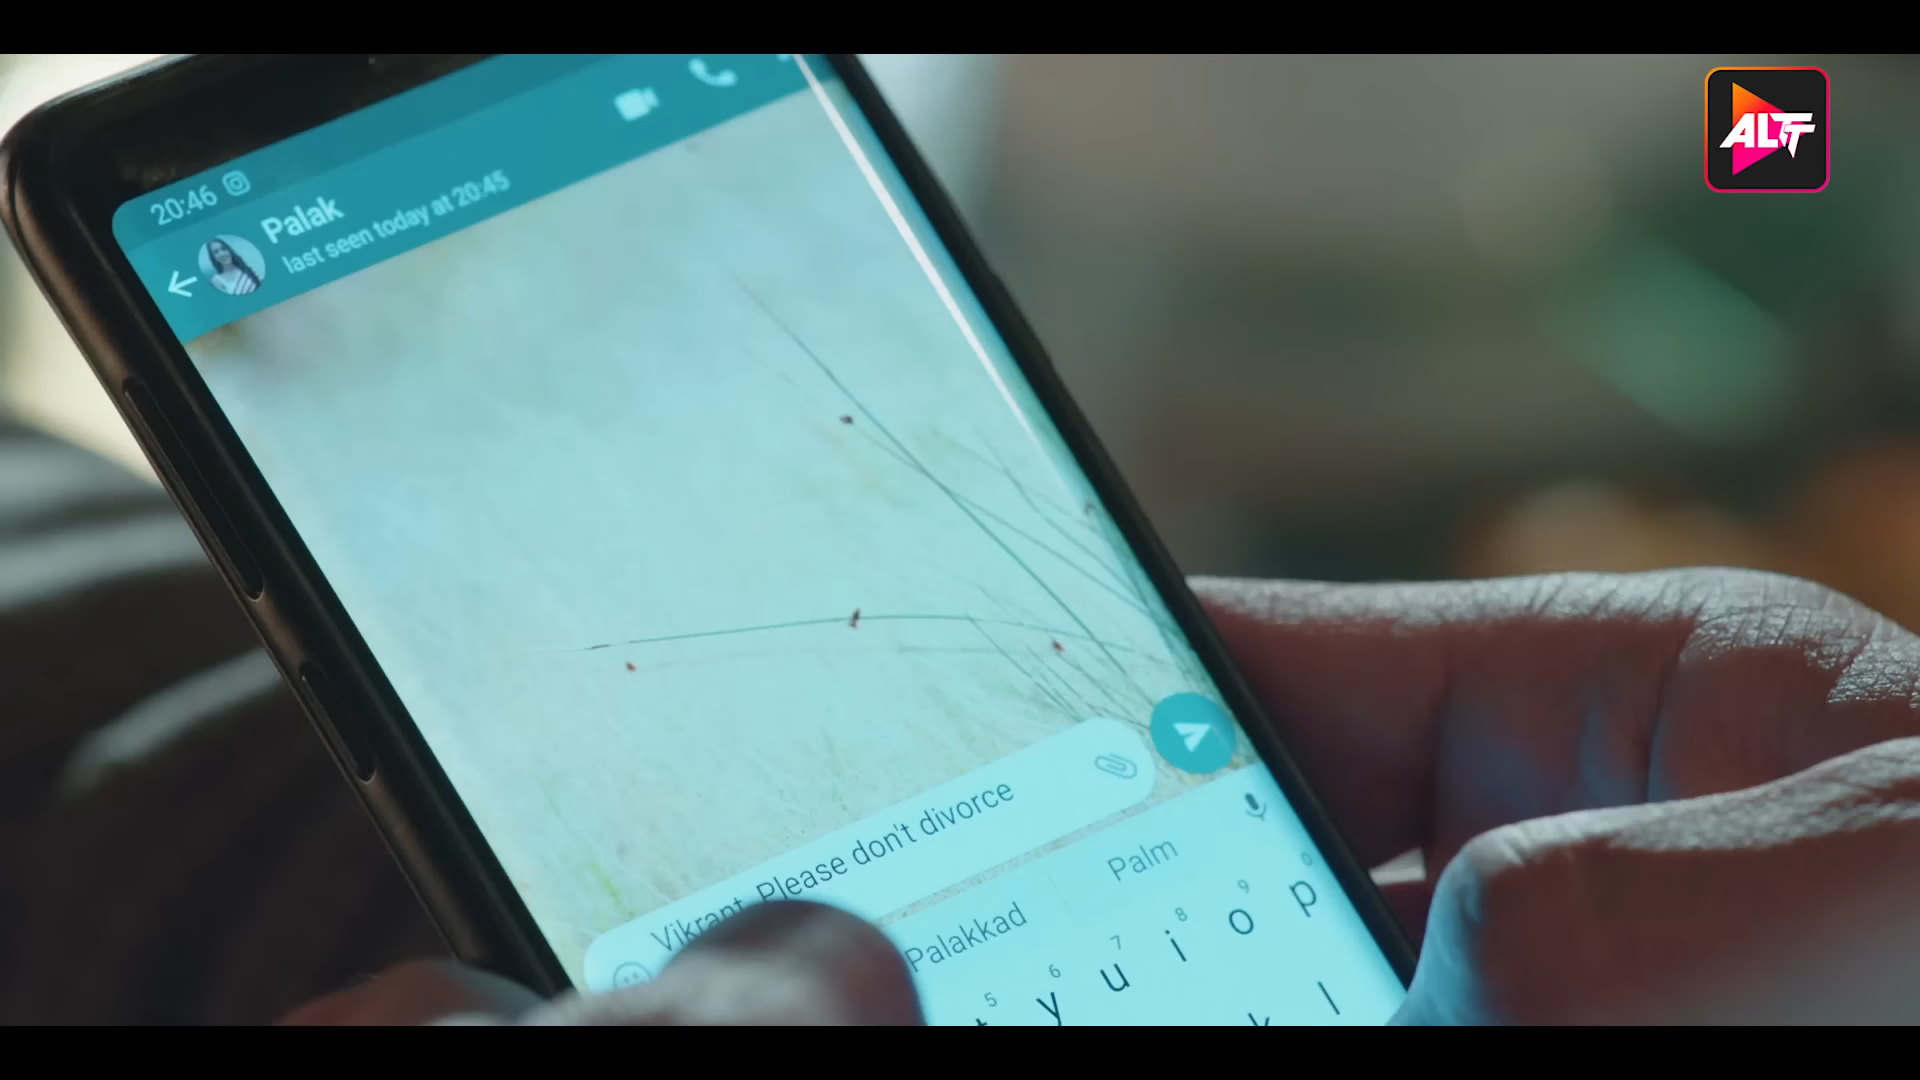 ALTT
20:46
Palak
last seen today at 20:45
Vikrant, Please don't divorce
Palakkad
Palm
5 6 7 8 9 0
y u i o p
l